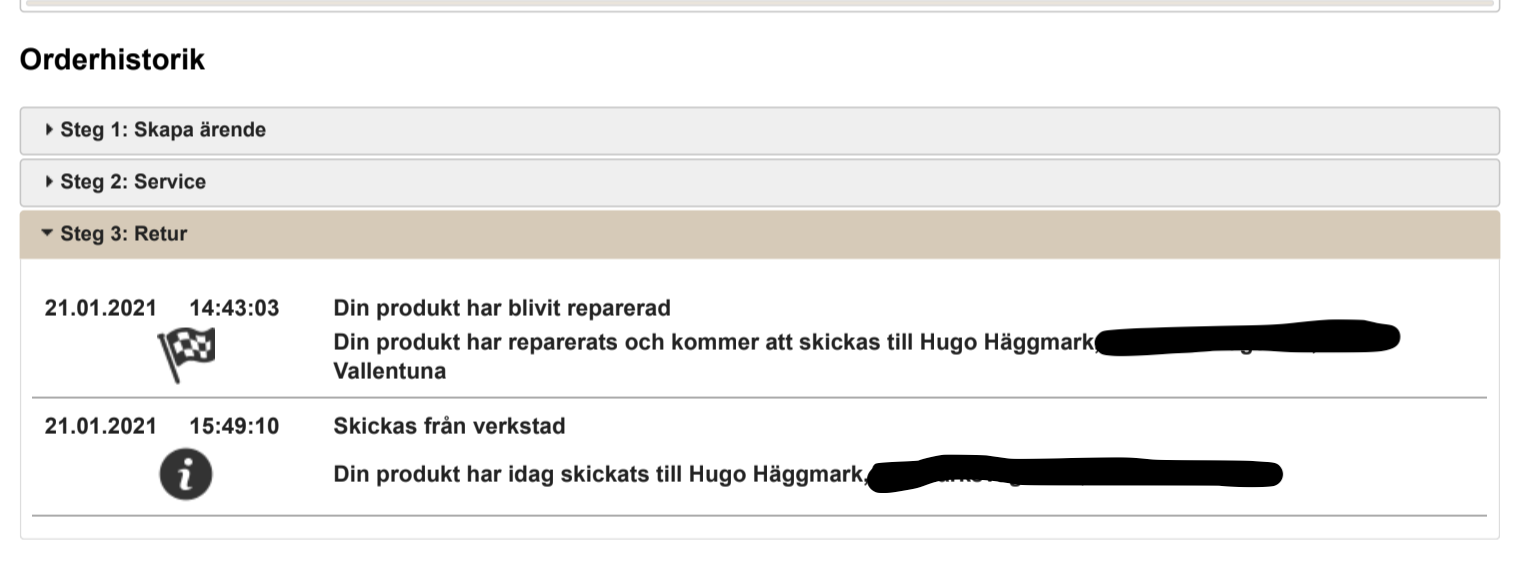 Orderhistorik
Steg 1: Skapa ärende
Steg 2: Service
Steg 3: Retur
21.01.2021 14:43:03 Din produkt har blivit reparerad
Din produkt har reparerats och kommer att skickas till Hugo Häggmark,
Vallentuna
21.01.2021 15:49:10 Skickas från verkstad
Din produkt har idag skickats till Hugo Häggmark,